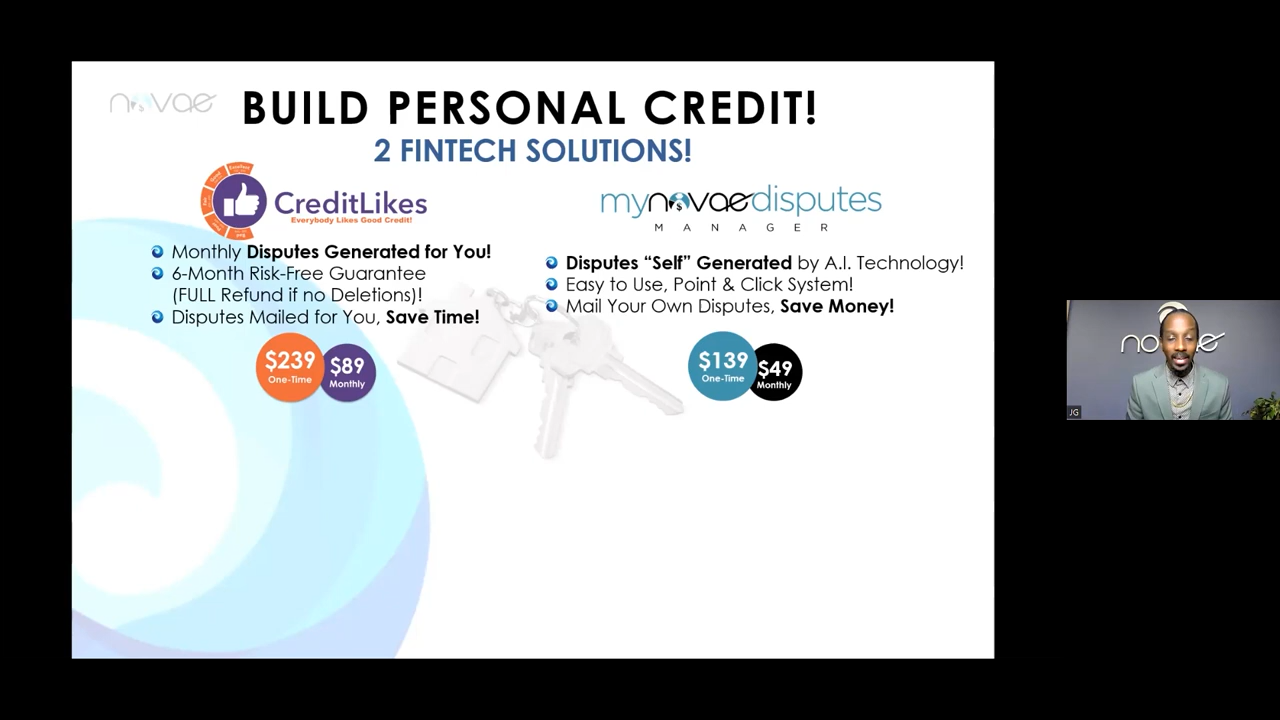 novae
BUILD PERSONAL CREDIT!
2 FINTECH SOLUTIONS!
CreditLikes
Everybody Likes Good Credit!
Monthly Disputes Generated for You!
6-Month Risk-Free Guarantee
(FULL Refund if no Deletions)!
Disputes Mailed for You, Save Time!
$239
One-Time
$89
Monthly
mynovaedisputes
MANAGER
Disputes “Self” Generated by A.I. Technology!
Easy to Use, Point & Click System!
Mail Your Own Disputes, Save Money!
$139
One-Time
$49
Monthly
JG